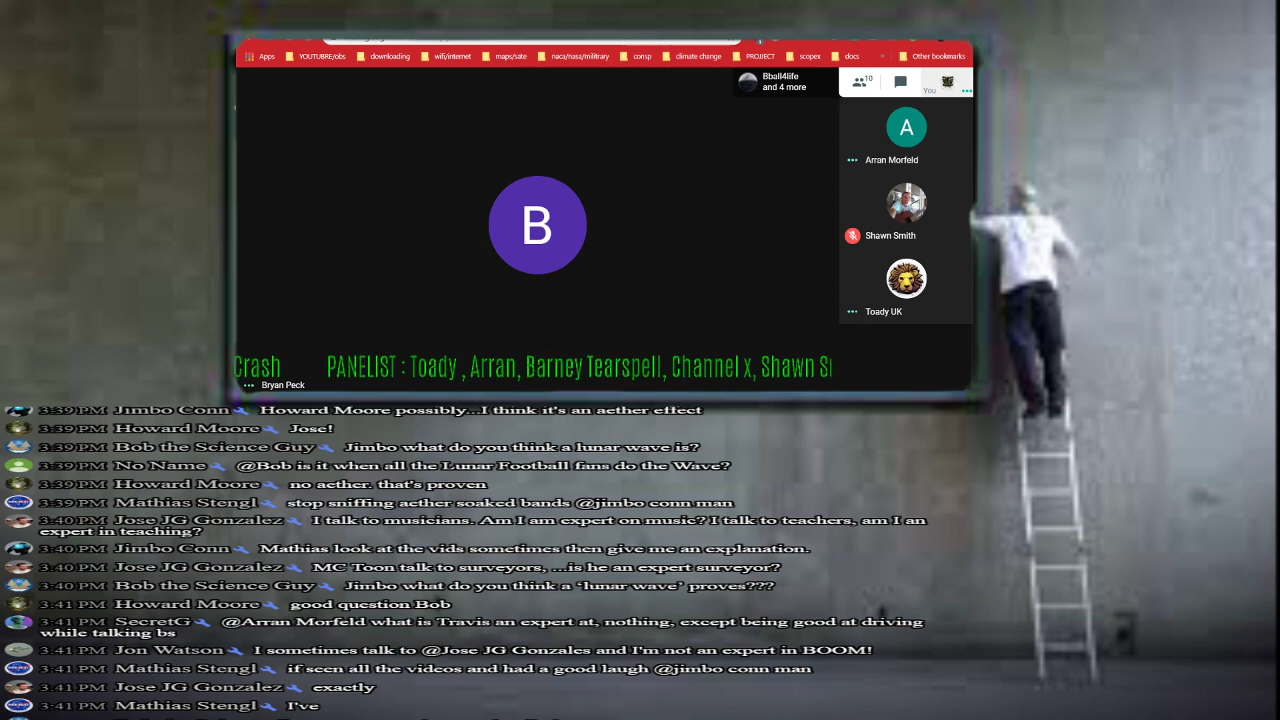 Apps YOUTUBRE/obs downloading wifi/internet maps/sate naca/nasa/militrary consp climate change PROJECT scopex docs Other bookmarks
Bball4life
and 4 more
10
You
A
Arran Morfeld
Shawn Smith
Toady UK
B
Crash PANELIST : Toady , Arran, Barney Tearspell, Channel x, Shawn
Bryan Peck
3:39 PM Jimbo Conn Howard Moore possibly...I think it's an aether effect
3:39 PM Howard Moore Jose!
3:39 PM Bob the Science Guy Jimbo what do you think a lunar wave is?
3:39 PM No Name @Bob is it when all the Lunar Football fans do the Wave?
3:39 PM Howard Moore no aether. that's proven
3:39 PM Mathias Stengl stop sniffing aether soaked bands @jimbo conn man
3:40 PM Jose JG Gonzalez I talk to musicians. Am I am expert on music? I talk to teachers, am I an
expert in teaching?
3:40 PM Jimbo Conn Mathias look at the vids sometimes then give me an explanation.
3:40 PM Jose JG Gonzalez MC Toon talk to surveyors, ...is he an expert surveyor?
3:40 PM Bob the Science Guy Jimbo what do you think a 'lunar wave' proves???
3:41 PM Howard Moore good question Bob
3:41 PM SecretG @Arran Morfeld what is Travis an expert at, nothing, except being good at driving
while talking bs
3:41 PM Jon Watson I sometimes talk to @Jose JG Gonzales and I'm not an expert in BOOM!
3:41 PM Mathias Stengl if seen all the videos and had a good laugh @jimbo conn man
3:41 PM Jose JG Gonzalez exactly
3:41 PM Mathias Stengl I've